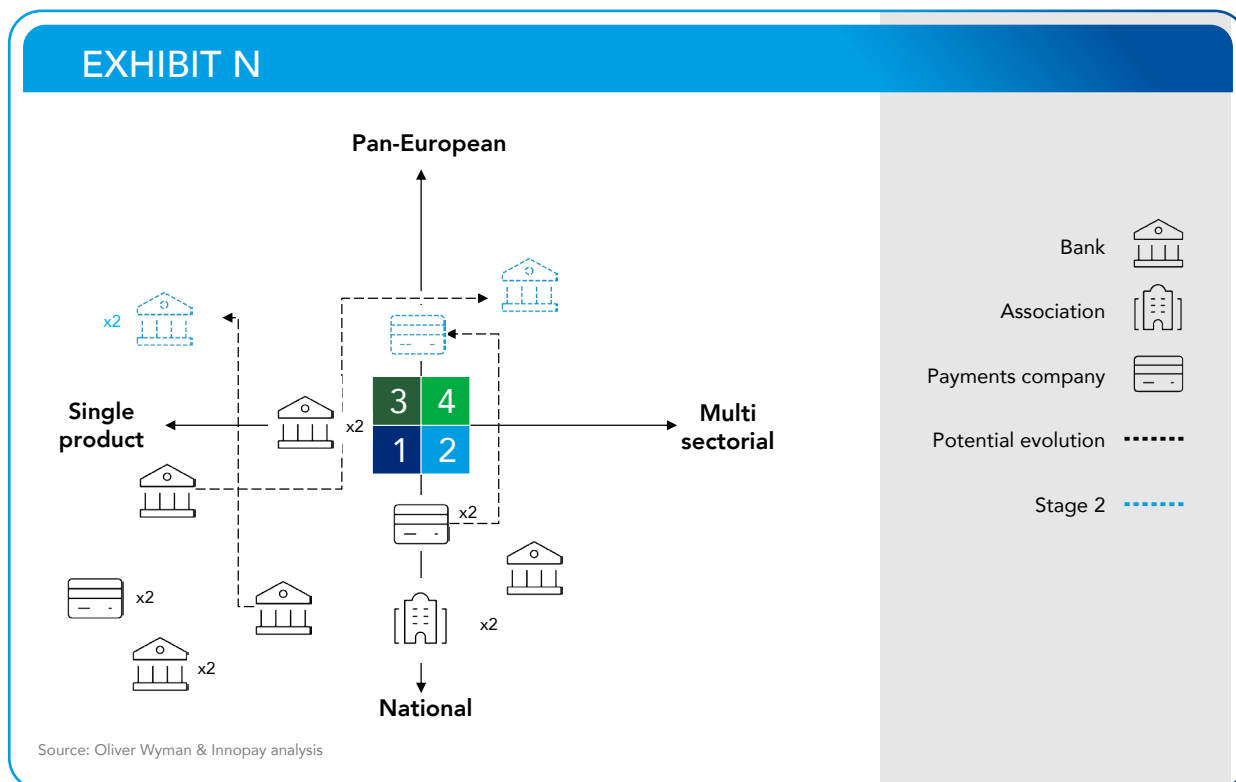 EXHIBIT N
Pan-European
x2
Single
product
x2
3 4
1 2
Multi
sectorial
x2
x2
x2
x2
National
Source: Oliver Wyman & Innopay analysis
Bank
Association
Payments company
Potential evolution
Stage 2